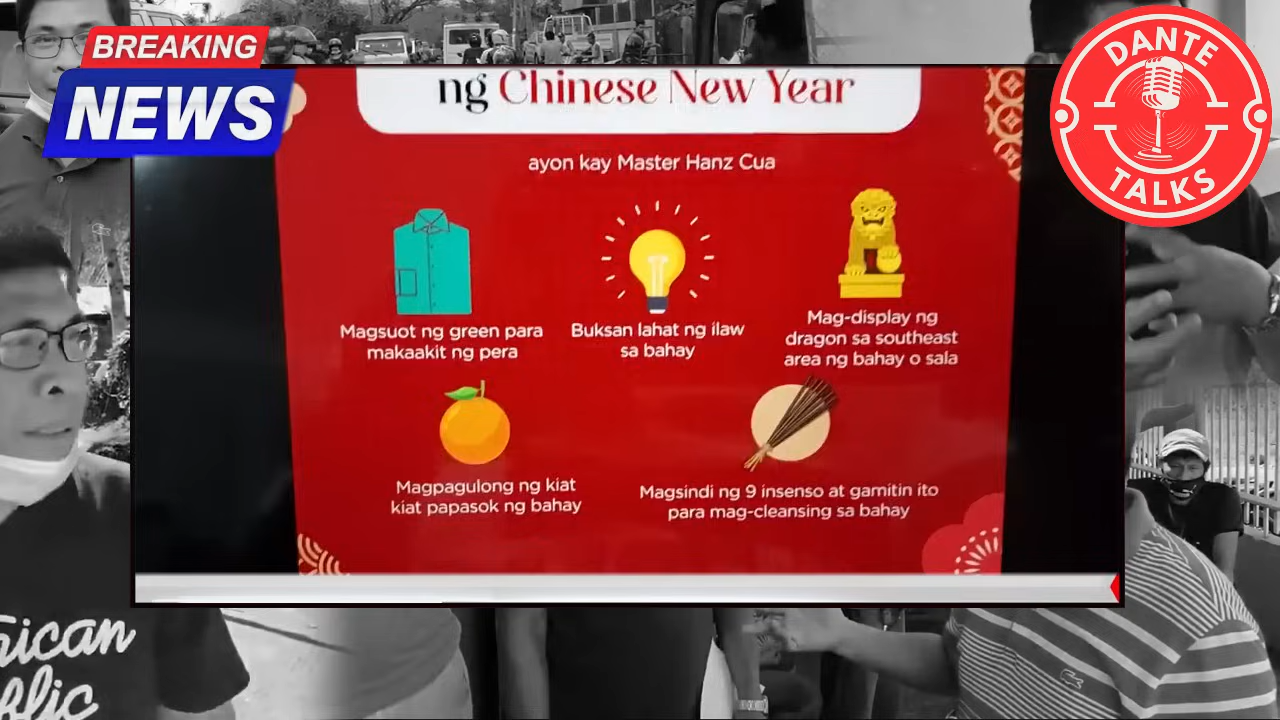 BREAKING
NEWS
DANTE
TALKS
ng Chinese New Year
ayon kay Master Hanz Cua
Magsuot ng green para
makaakit ng pera
Buksan lahat ng ilaw
sa bahay
Mag-display ng
dragon sa southeast
area ng bahay o sala
Magpagulong ng kiat
kiat papasok ng bahay
Magsindi ng 9 insenso at gamitin ito
para mag-cleansing sa bahay